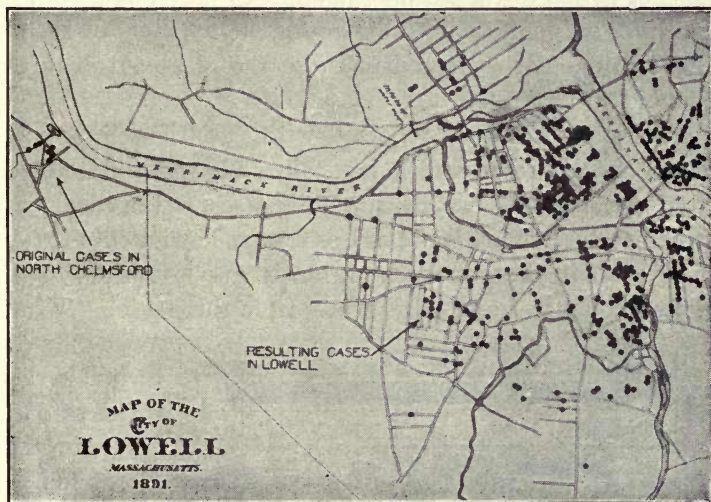 MERRIMACK RIVER
ORIGINAL CASES IN
NORTH CHELMSFORD
RESULTING CASES
IN LOWELL
MAP OF THE
CITY OF
LOWELL
MASSACHUSETTS.
1891.